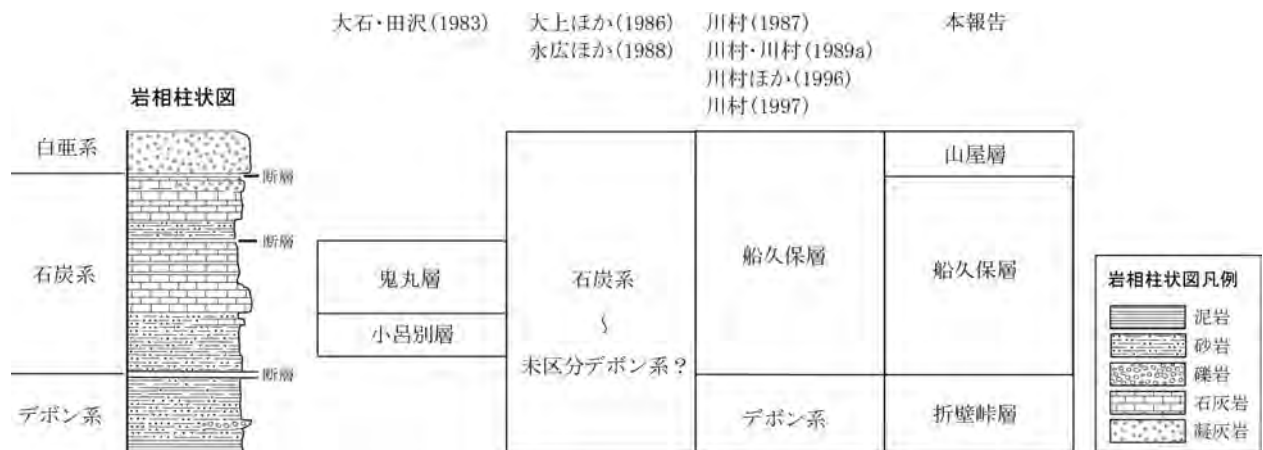 大石・田沢(1983)
大上ほか(1986)
永広ほか(1988)
川村(1987)
川村・川村(1989a)
川村ほか(1996)
川村(1997)
本報告
岩相柱状図
白亜系
断層
断層
石炭系
断層
デボン系
鬼丸層
小呂別層
石炭系
〜
未区分デボン系?
船久保層
デボン系
山屋層
船久保層
折壁峠層
岩相柱状図凡例
泥岩
砂岩
礫岩
石灰岩
凝灰岩